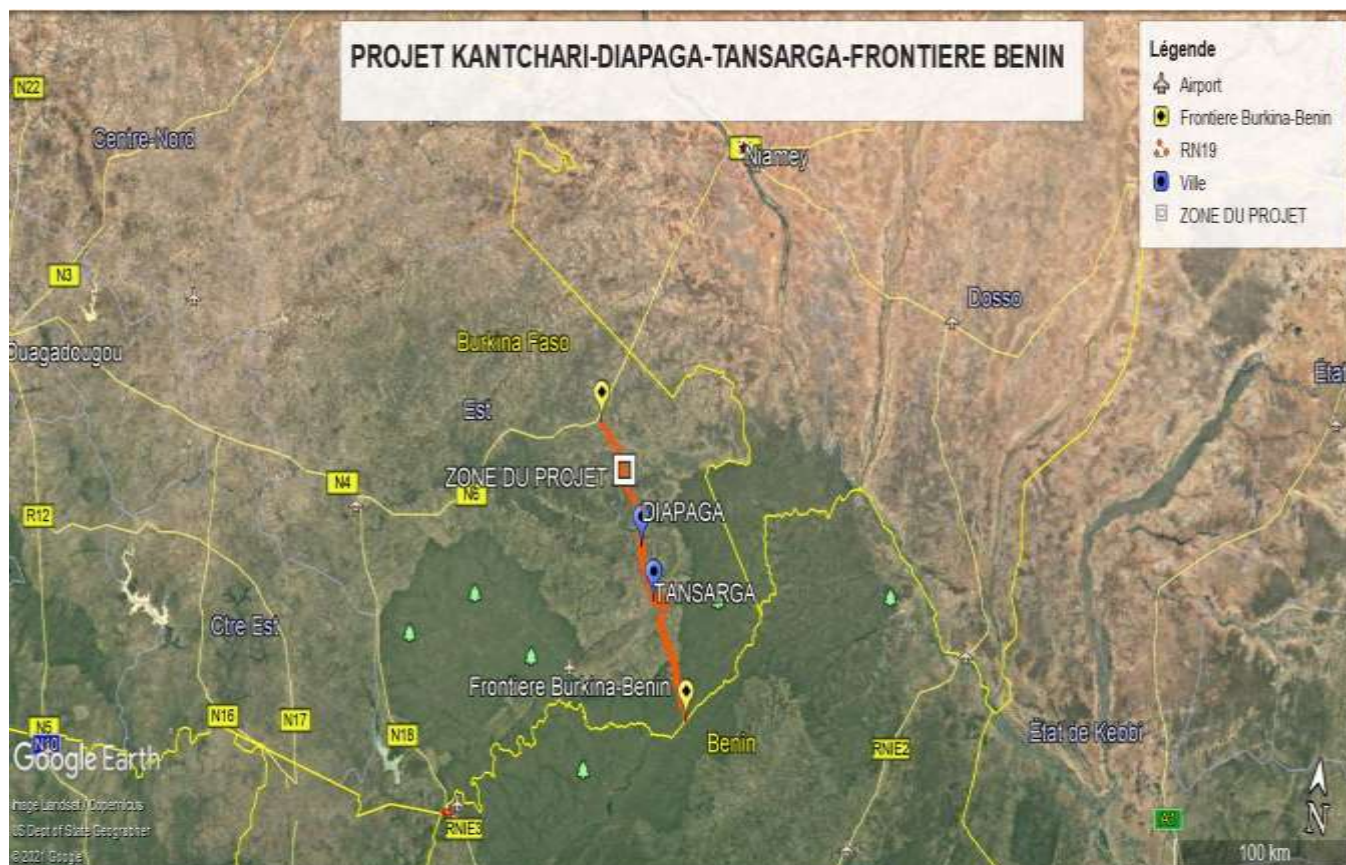 PROJET KANTCHARI-DIAPAGA-TANSARGA-FRONTIERE BENIN
Légende
Airport
Frontiere Burkina-Benin
RN19
Ville
ZONE DU PROJET
N22
Centre-Nord
Niamey
N3
Dosso
Ouagadougou
Burkina Faso
État
Est
ZONE DU PROJET
N4
N6
R12
DIAPAGA
TANSARGA
Ctre Est
Frontiere Burkina-Benin
N5
N16
N17
N18
N10
Benin
RNIE2
État de Kebbi
Google Earth
Image Landsat / Copernicus
US Dept of State Geographer
© 2021 Google
RNIE3
A1
N
100 km